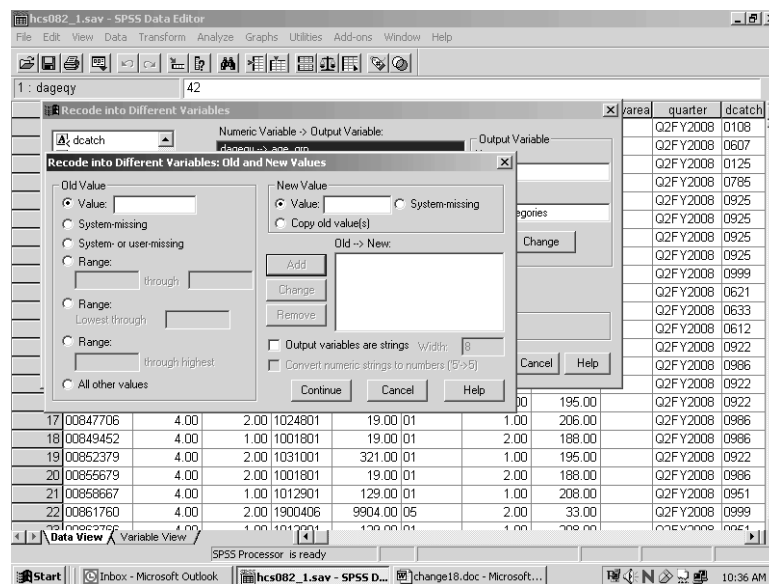 hcs082_1.sav - SPSS Data Editor
File Edit View Data Transform Analyze Graphs Utilities Add-ons Window Help
1 : dageqy 42
Recode into Different Variables
varea quarter dcatch
dcatch
Numeric Variable -> Output Variable:
Output Variable
Q2FY2008 0108
Q2FY2008 0607
Recode into Different Variables: Old and New Values
Q2FY2008 0125
Old Value
New Value
Q2FY2008 0785
Value:
Value:
System-missing
egories
Q2FY2008 0925
System-missing
Copy old value(s)
Q2FY2008 0925
System- or user-missing
Old --> New:
Change
Q2FY2008 0925
Range:
Add
Q2FY2008 0925
through
Q2FY2008 0999
Change
Q2FY2008 0621
Range:
Remove
Q2FY2008 0633
Lowest through
Q2FY2008 0612
Range:
Output variables are strings Width: 8
Q2FY2008 0922
through highest
Convert numeric strings to numbers ('5'->5)
Cancel Help
Q2FY2008 0986
All other values
Continue Cancel Help
Q2FY2008 0922
00 195.00 Q2FY2008 0922
17 00847706 4.00 2.00 1024801 19.00 01 1.00 206.00 Q2FY2008 0986
18 00849452 4.00 1.00 1001801 19.00 01 2.00 188.00 Q2FY2008 0986
19 00852379 4.00 2.00 1031001 321.00 01 1.00 195.00 Q2FY2008 0922
20 00855679 4.00 2.00 1001801 19.00 01 2.00 188.00 Q2FY2008 0986
21 00858667 4.00 1.00 1012901 129.00 01 1.00 208.00 Q2FY2008 0951
22 00861760 4.00 2.00 1900406 9904.00 05 2.00 33.00 Q2FY2008 0999
Data View Variable View
SPSS Processor is ready
Start Inbox - Microsoft Outlook hcs082_1.sav - SPSS D... change18.doc - Microsoft... 10:36 AM